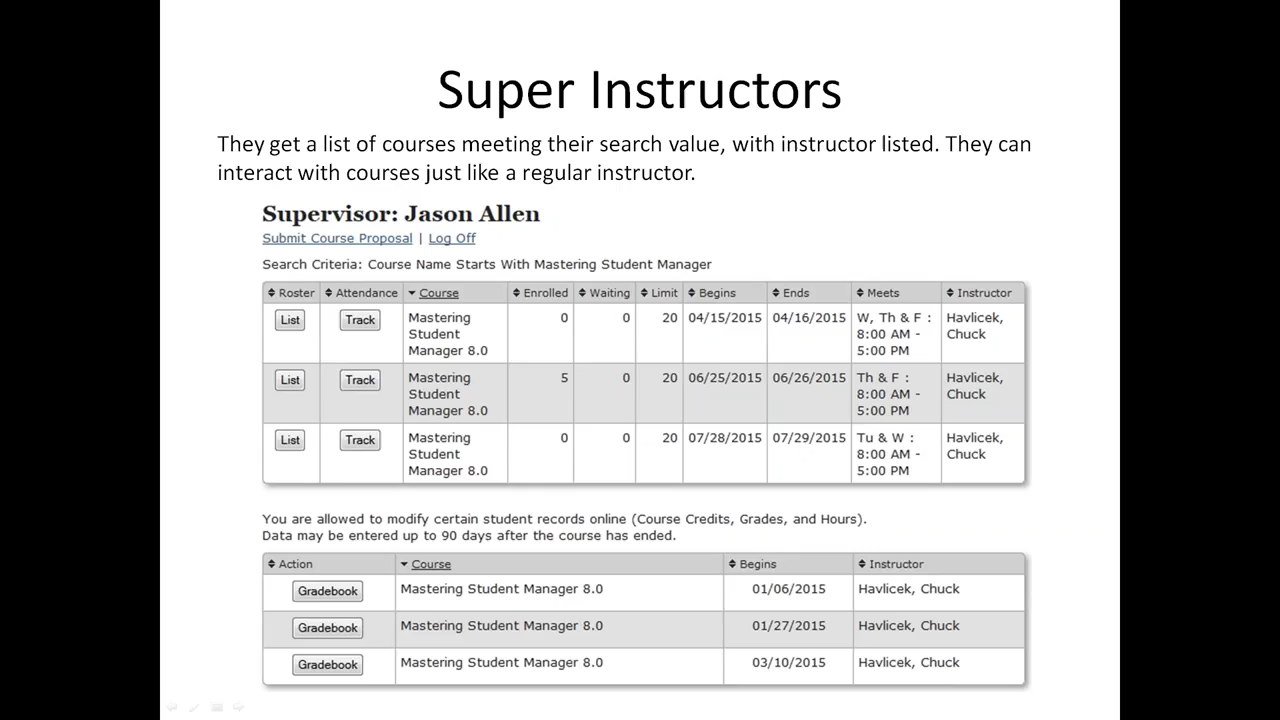 Super Instructors
They get a list of courses meeting their search value, with instructor listed. They can
interact with courses just like a regular instructor.
Supervisor: Jason Allen
Submit Course Proposal | Log Off
Search Criteria: Course Name Starts With Mastering Student Manager
Roster Attendance Course Enrolled Waiting Limit Begins Ends Meets Instructor
List Track Mastering 0 0 20 04/15/2015 04/16/2015 W, Th & F : Havlicek,
Student 8:00 AM - Chuck
Manager 8.0 5:00 PM
List Track Mastering 5 0 20 06/25/2015 06/26/2015 Th & F : Havlicek,
Student 8:00 AM - Chuck
Manager 8.0 5:00 PM
List Track Mastering 0 0 20 07/28/2015 07/29/2015 Tu & W : Havlicek,
Student 8:00 AM - Chuck
Manager 8.0 5:00 PM
You are allowed to modify certain student records online (Course Credits, Grades, and Hours).
Data may be entered up to 90 days after the course has ended.
Action Course Begins Instructor
Gradebook Mastering Student Manager 8.0 01/06/2015 Havlicek, Chuck
Gradebook Mastering Student Manager 8.0 01/27/2015 Havlicek, Chuck
Gradebook Mastering Student Manager 8.0 03/10/2015 Havlicek, Chuck